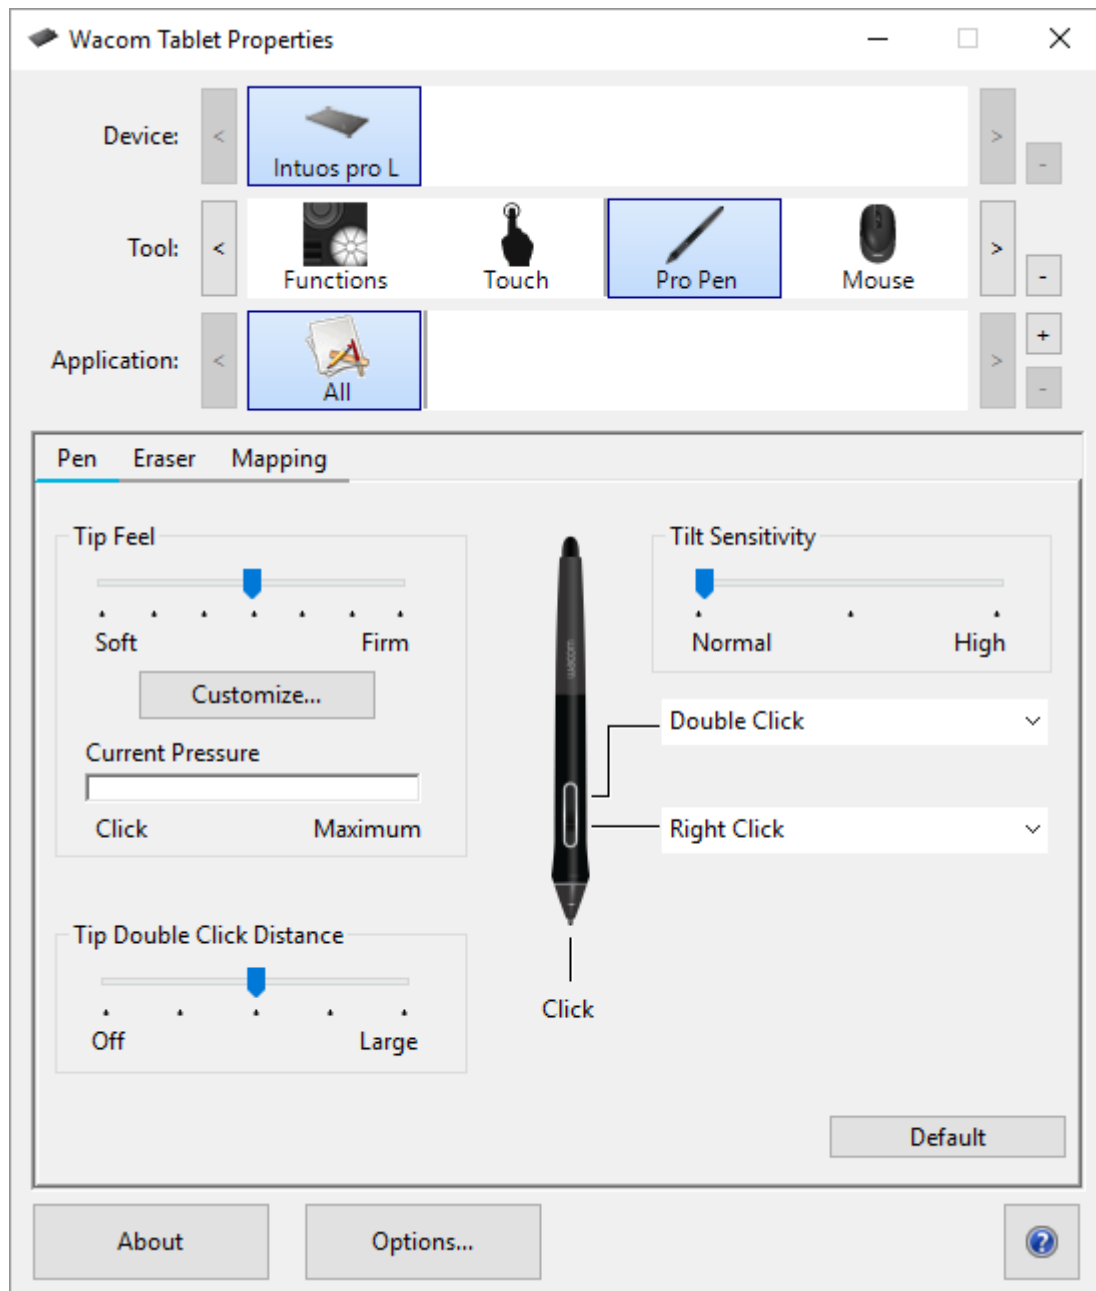 Wacom Tablet Properties
Device:
<
Intuos pro L
>
-
Tool:
<
Functions
Touch
Pro Pen
Mouse
>
-
Application:
<
All
>
+
-
Pen Eraser Mapping
Tip Feel
Soft Firm
Customize...
Current Pressure
Click Maximum
Tip Double Click Distance
Off Large
wacom
Click
Tilt Sensitivity
Normal High
Double Click
Right Click
Default
About
Options...
?